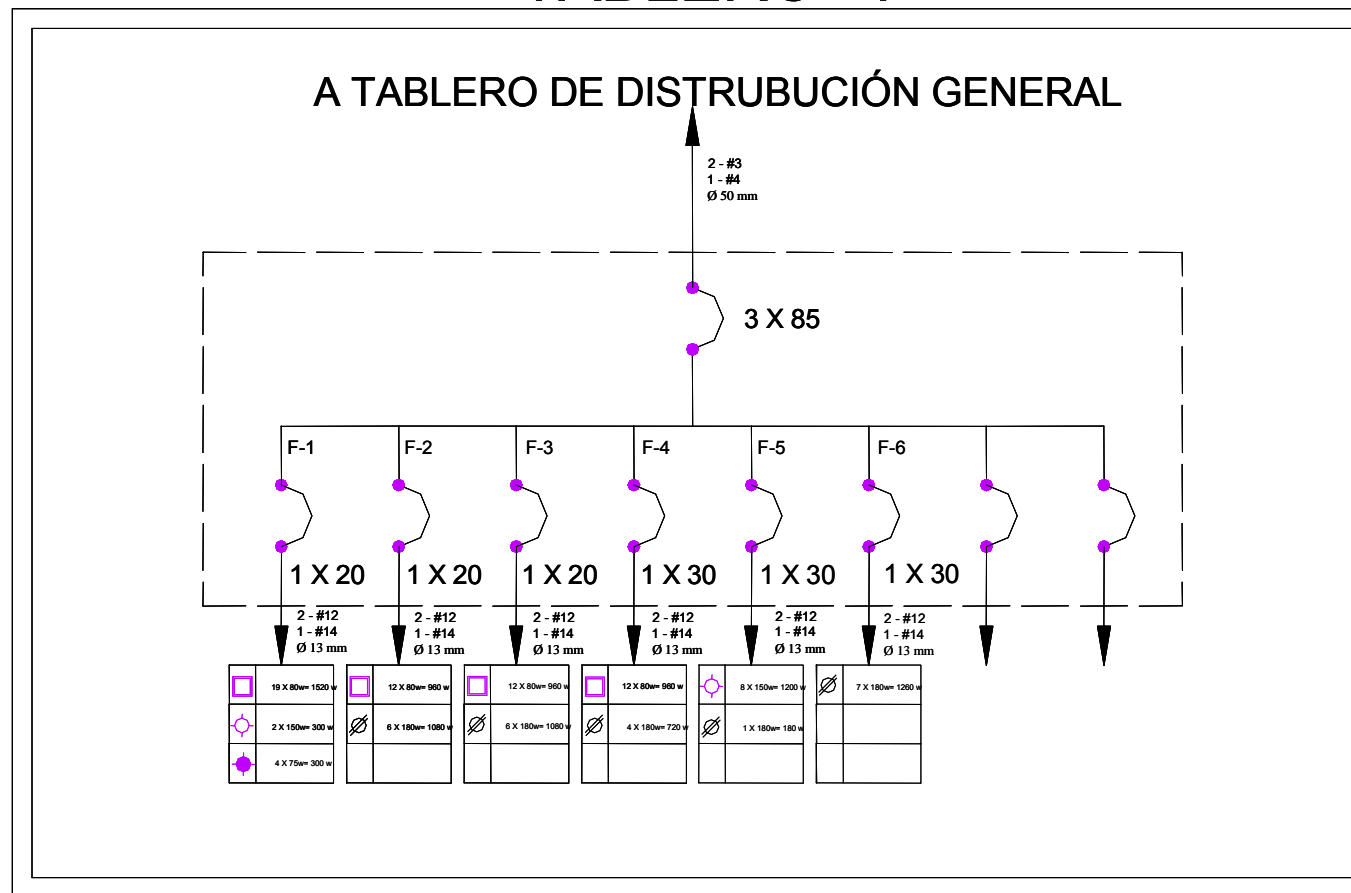 A TABLERO DE DISTRUBUCIÓN GENERAL
2 - #3
1 - #4
Ø 50 mm
3 X 85
F-1
F-2
F-3
F-4
F-5
F-6
1 X 20
1 X 20
1 X 20
1 X 30
1 X 30
1 X 30
2 - #12
1 - #14
Ø 13 mm
2 - #12
1 - #14
Ø 13 mm
2 - #12
1 - #14
Ø 13 mm
2 - #12
1 - #14
Ø 13 mm
2 - #12
1 - #14
Ø 13 mm
2 - #12
1 - #14
Ø 13 mm
19 X 80w= 1520 w
2 X 150w= 300 w
4 X 75w= 300 w
12 X 80w= 960 w
6 X 180w= 1080 w
12 X 80w= 960 w
6 X 180w= 1080 w
12 X 80w= 960 w
4 X 180w= 720 w
8 X 150w= 1200 w
1 X 180w= 180 w
7 X 180w= 1260 w